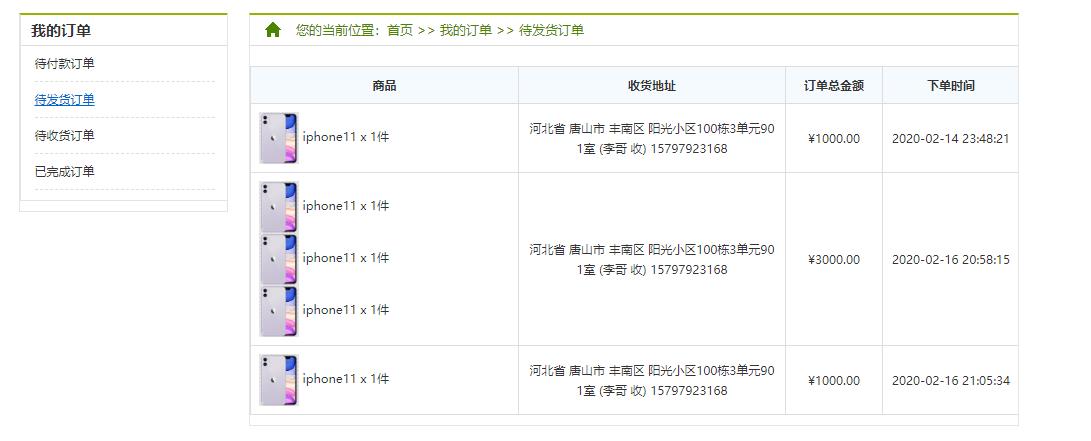 我的订单
待付款订单
待发货订单
待收货订单
已完成订单
您的当前位置：首页 >> 我的订单 >> 待发货订单
商品 收货地址 订单总金额 下单时间
iphone11 x 1件
河北省 唐山市 丰南区 阳光小区100栋3单元90
1室 (李哥 收) 15797923168
¥1000.00
2020-02-14 23:48:21
iphone11 x 1件
iphone11 x 1件
iphone11 x 1件
河北省 唐山市 丰南区 阳光小区100栋3单元90
1室 (李哥 收) 15797923168
¥3000.00
2020-02-16 20:58:15
iphone11 x 1件
河北省 唐山市 丰南区 阳光小区100栋3单元90
1室 (李哥 收) 15797923168
¥1000.00
2020-02-16 21:05:34